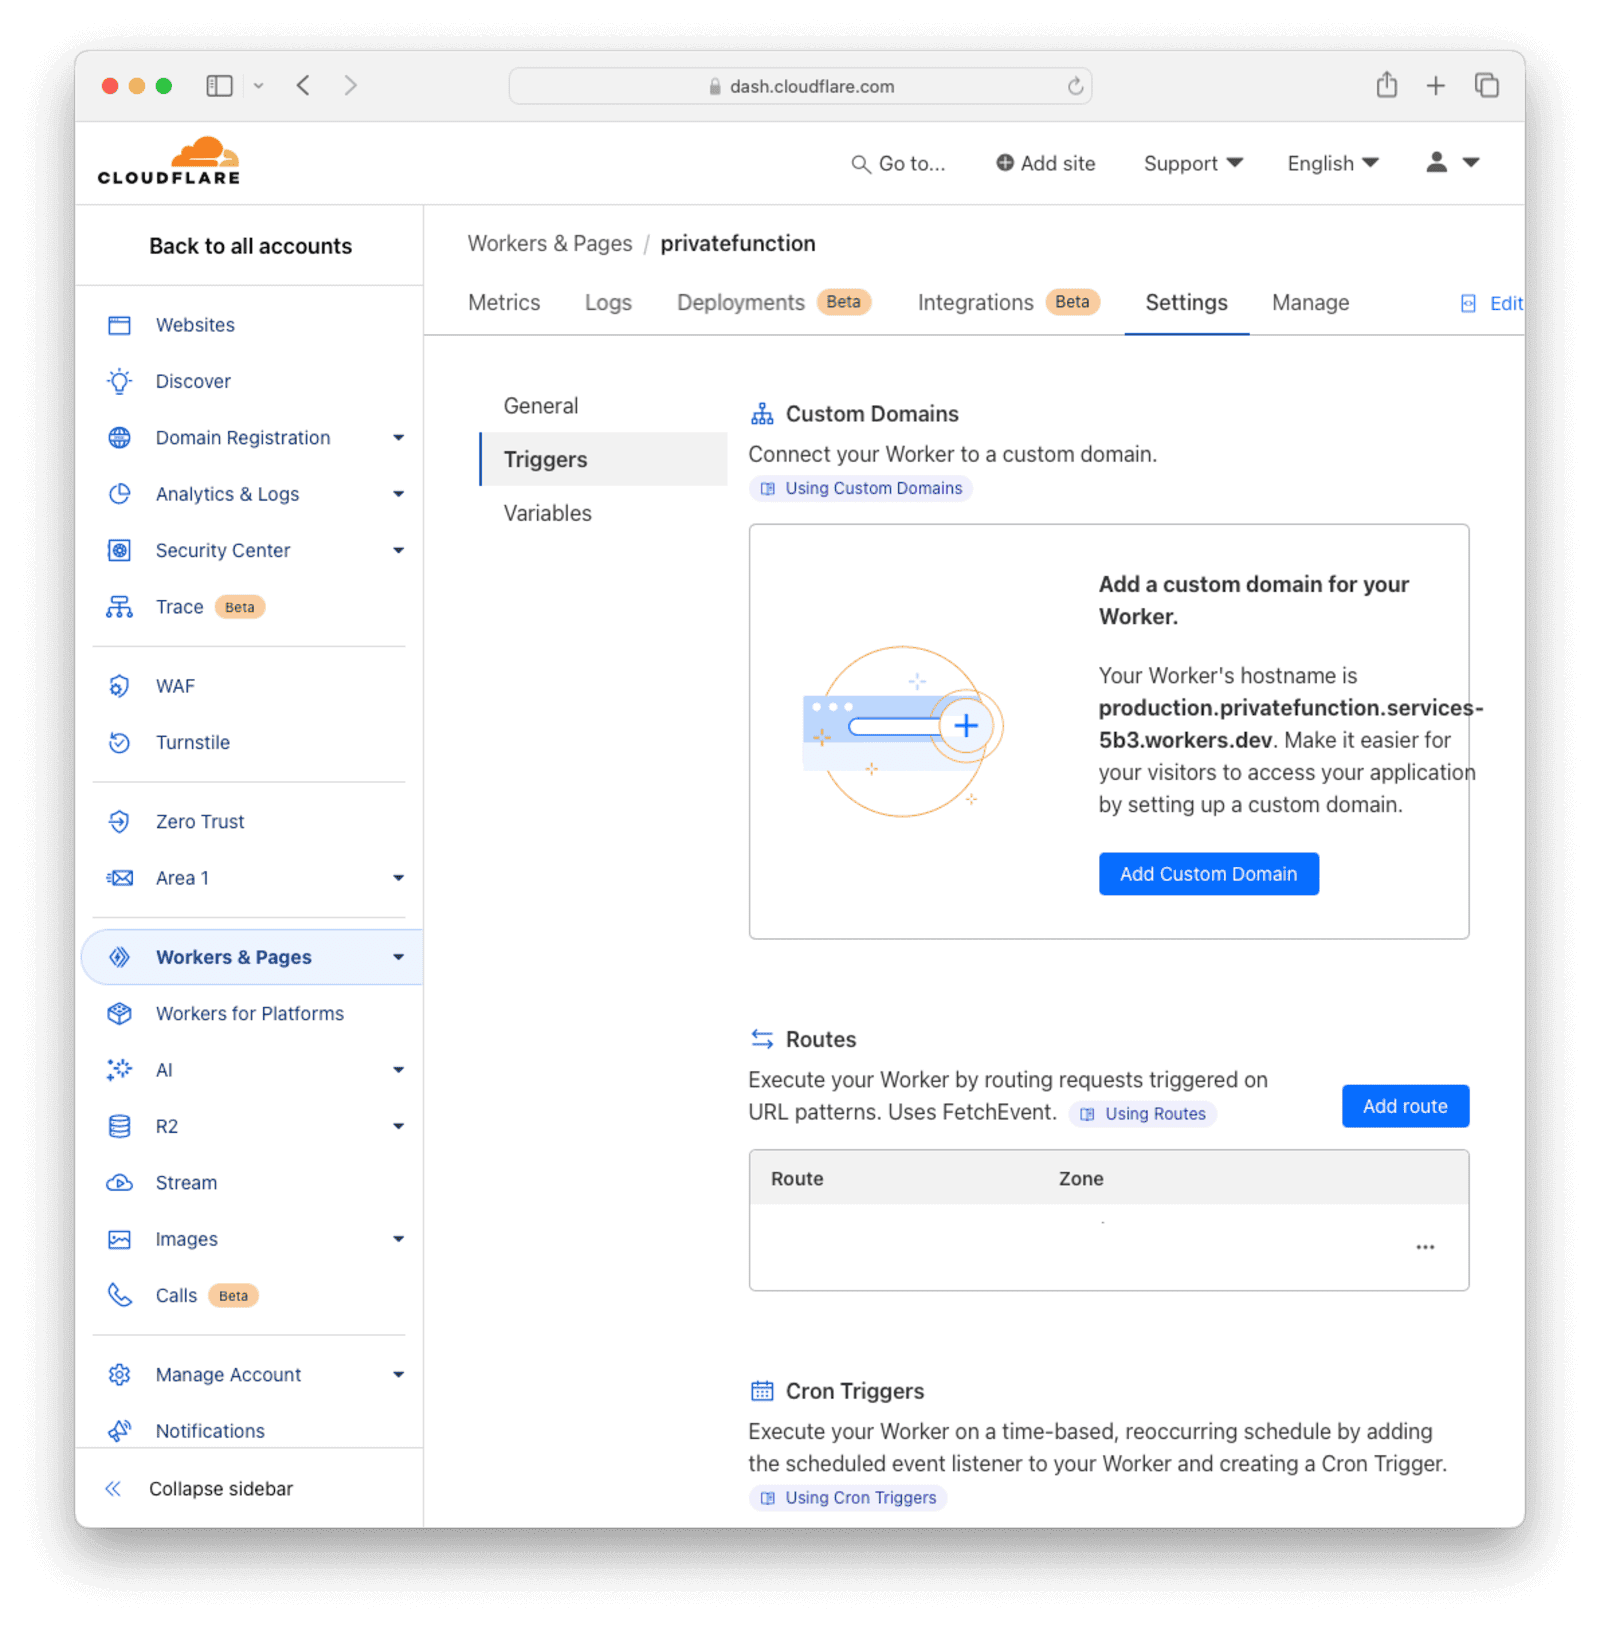 dash.cloudflare.com
CLOUDFLARE
Go to...
Add site
Support
English
Back to all accounts
Websites
Discover
Domain Registration
Analytics & Logs
Security Center
Trace Beta
WAF
Turnstile
Zero Trust
Area 1
Workers & Pages
Workers for Platforms
AI
R2
Stream
Images
Calls Beta
Manage Account
Notifications
Collapse sidebar
Workers & Pages / privatefunction
Metrics
Logs
Deployments Beta
Integrations Beta
Settings
Manage
Edit
General
Triggers
Variables
Custom Domains
Connect your Worker to a custom domain.
Using Custom Domains
Add a custom domain for your
Worker.
Your Worker's hostname is
production.privatefunction.services-
5b3.workers.dev. Make it easier for
your visitors to access your application
by setting up a custom domain.
Add Custom Domain
Routes
Execute your Worker by routing requests triggered on
URL patterns. Uses FetchEvent. Using Routes
Add route
Route Zone
Cron Triggers
Execute your Worker on a time-based, reoccurring schedule by adding
the scheduled event listener to your Worker and creating a Cron Trigger.
Using Cron Triggers